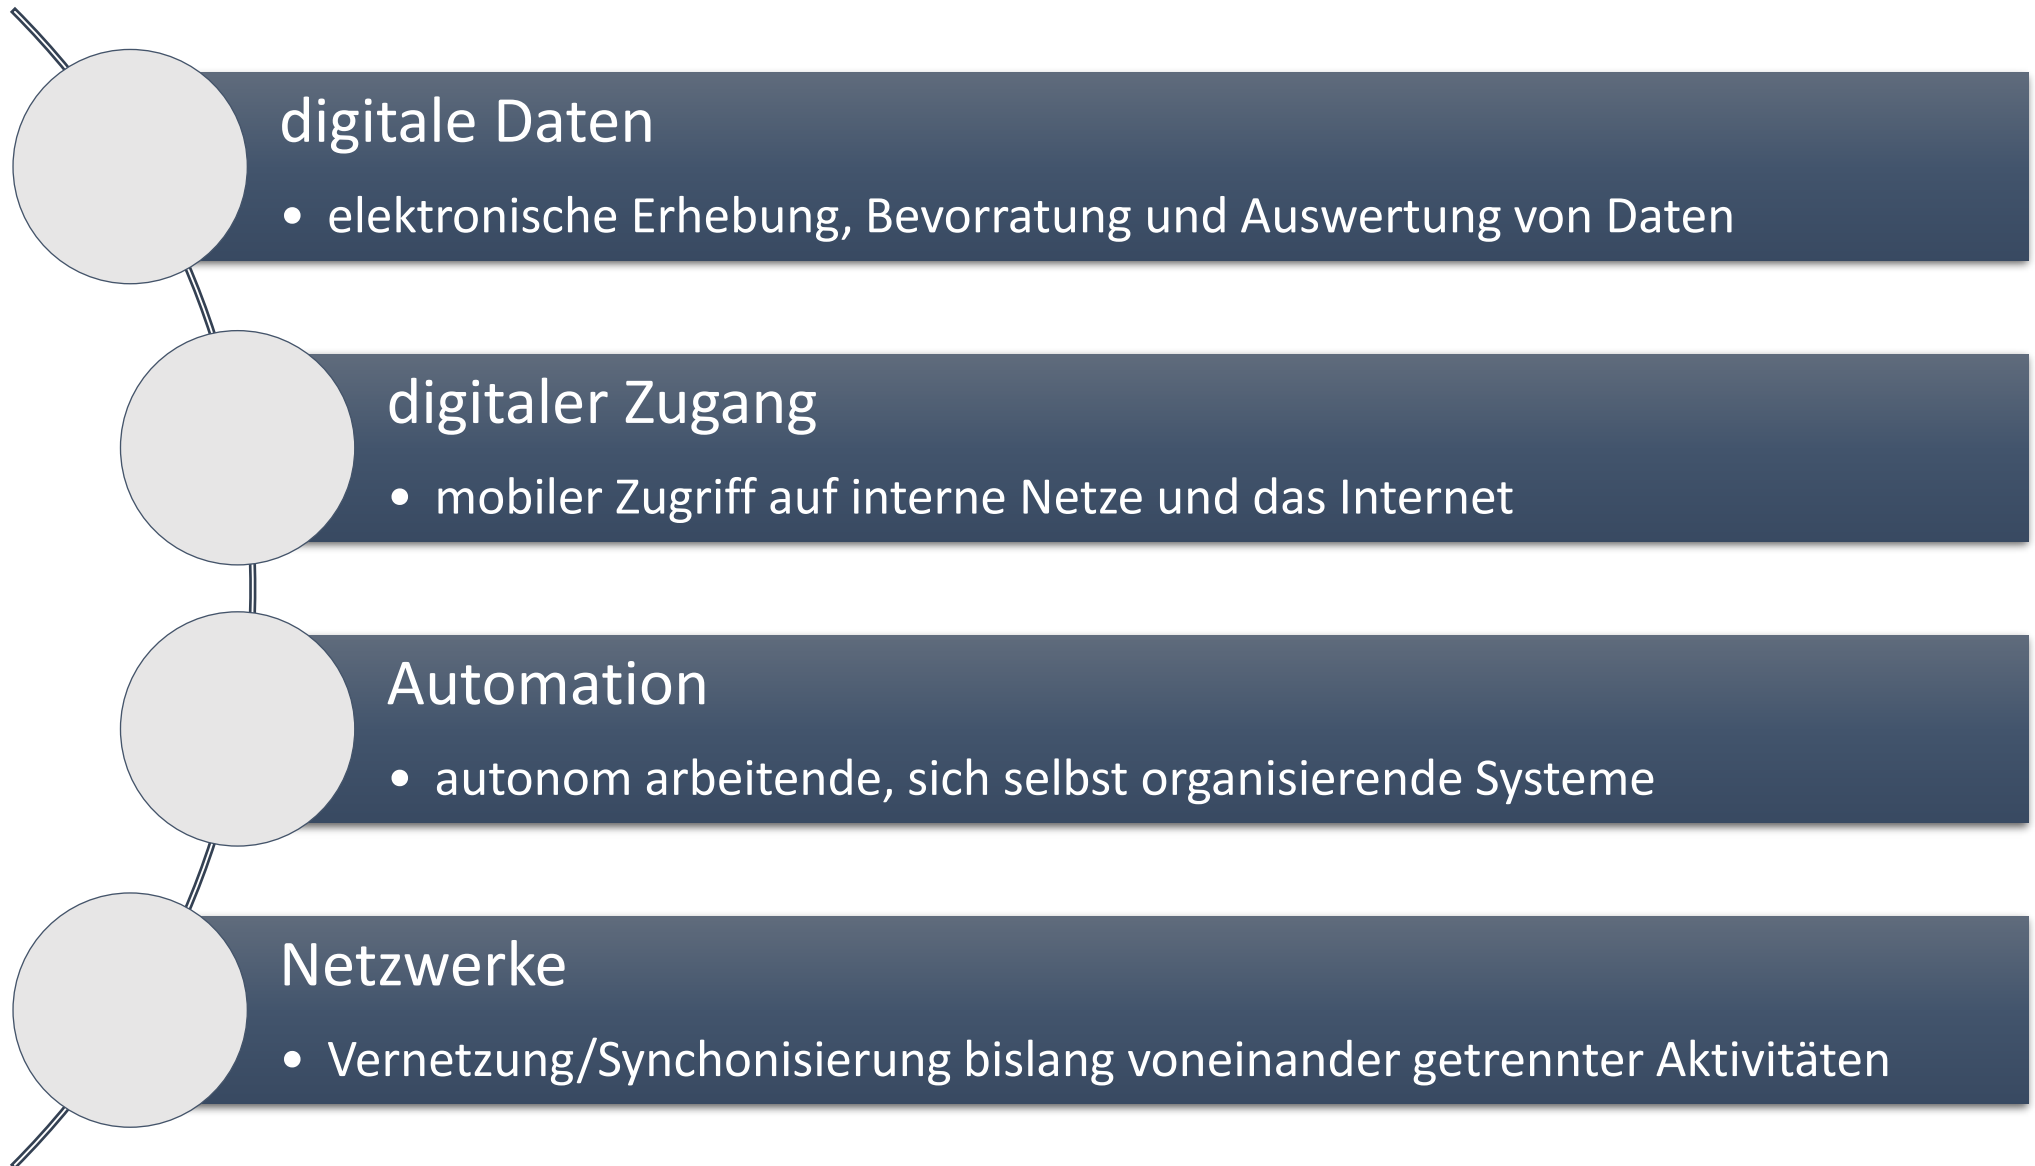 digitale Daten
• elektronische Erhebung, Bevorratung und Auswertung von Daten
digitaler Zugang
• mobiler Zugriff auf interne Netze und das Internet
Automation
• autonom arbeitende, sich selbst organisierende Systeme
Netzwerke
• Vernetzung/Synchonisierung bislang voneinander getrennter Aktivitäten